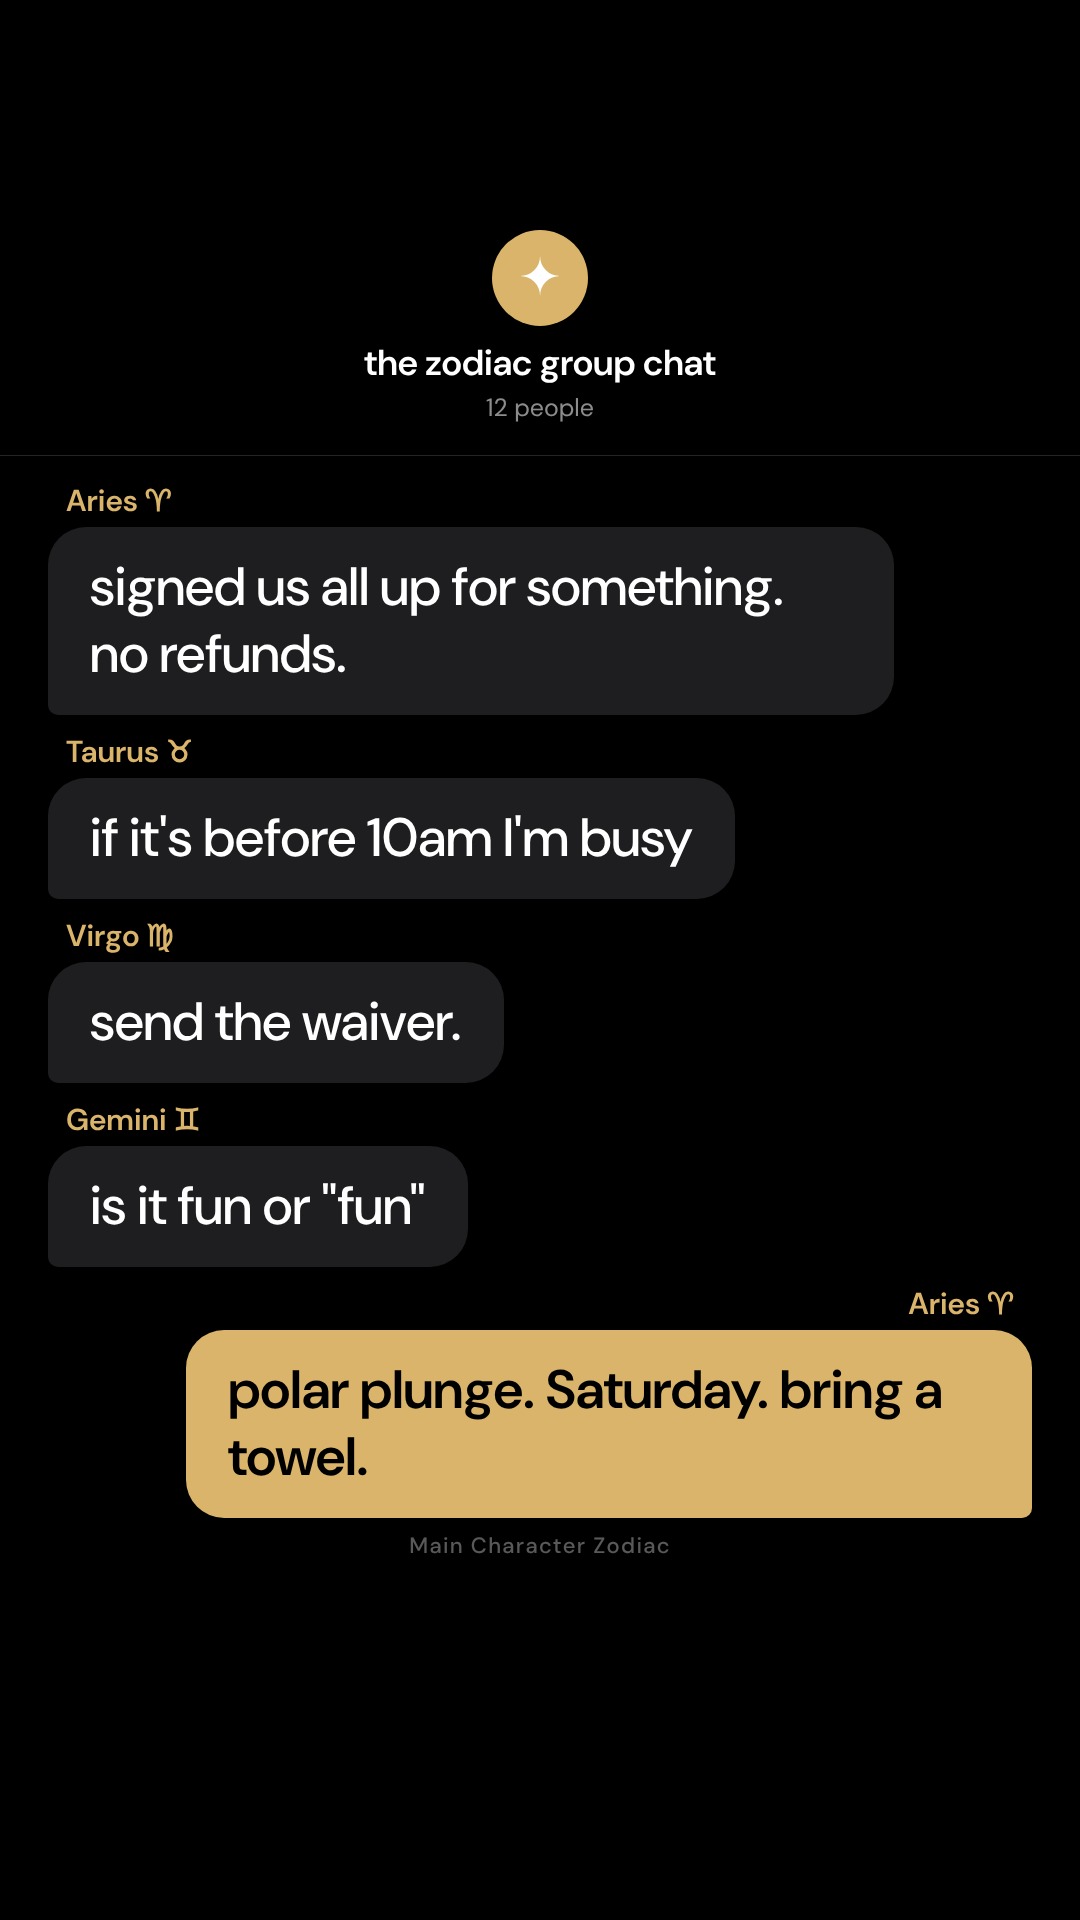 the zodiac group chat
12 people
Aries ♈︎
signed us all up for something.
no refunds.
Taurus ♉︎
if it's before 10am I'm busy
Virgo ♍︎
send the waiver.
Gemini ♊︎
is it fun or "fun"
Aries ♈︎
polar plunge. Saturday. bring a
towel.
Main Character Zodiac